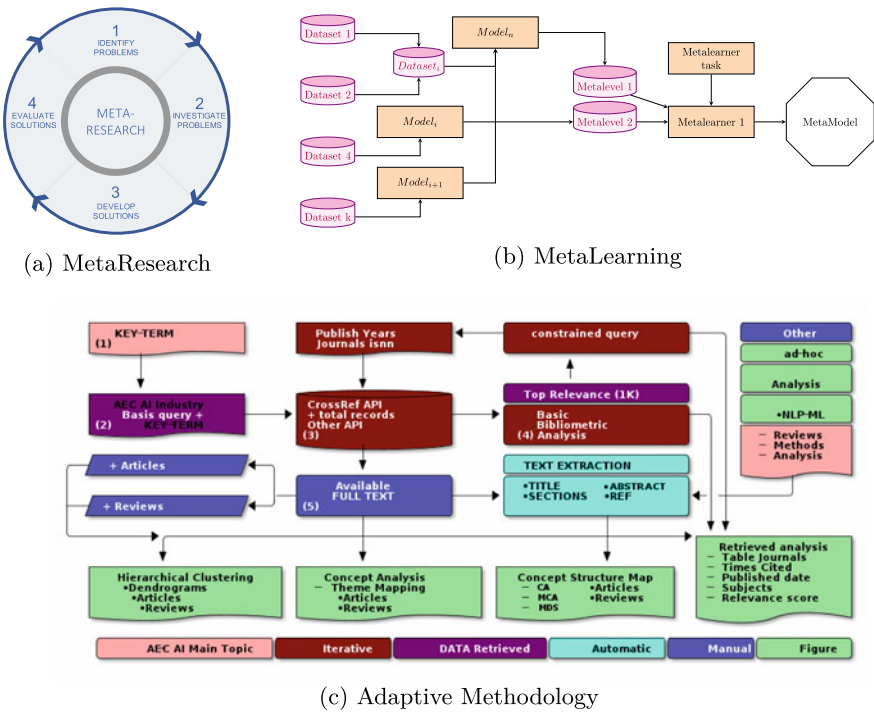 1
IDENTIFY
PROBLEMS
4
EVALUATE
SOLUTIONS
META-
RESEARCH
2
INVESTIGATE
PROBLEMS
3
DEVELOP
SOLUTIONS
(a) MetaResearch
Dataset 1
Dataset 2
Dataset 4
Dataset k
Dataset_i
Model_n
Model_i
Model_{i+1}
Metalevel 1
Metalevel 2
Metalearner
task
Metalearner 1
MetaModel
(b) MetaLearning
KEY-TERM
(1)
Publish Years
Journals isnn
constrained query
Other
ad-hoc
Analysis
•NLP-ML
— Reviews
— Methods
— Analysis
AEC AI Industry
Basis query +
(2) KEY-TERM
CrossRef API
+ total records
Other API
(3)
Top Relevance (1K)
Basic
Bibliometric
(4) Analysis
+ Articles
+ Reviews
Available
FULL TEXT
(5)
TEXT EXTRACTION
•TITLE •ABSTRACT
•SECTIONS •REF
Hierarchical Clustering
•Dendrograms
•Articles
•Reviews
Concept Analysis
— Theme Mapping
•Articles
•Reviews
Concept Structure Map
— CA •Articles
— MCA •Reviews
— MDS
Retrieved analysis
— Table Journals
— Times Cited
— Published date
— Subjects
— Relevance score
AEC AI Main Topic
Iterative
DATA Retrieved
Automatic
Manual
Figure
(c) Adaptive Methodology